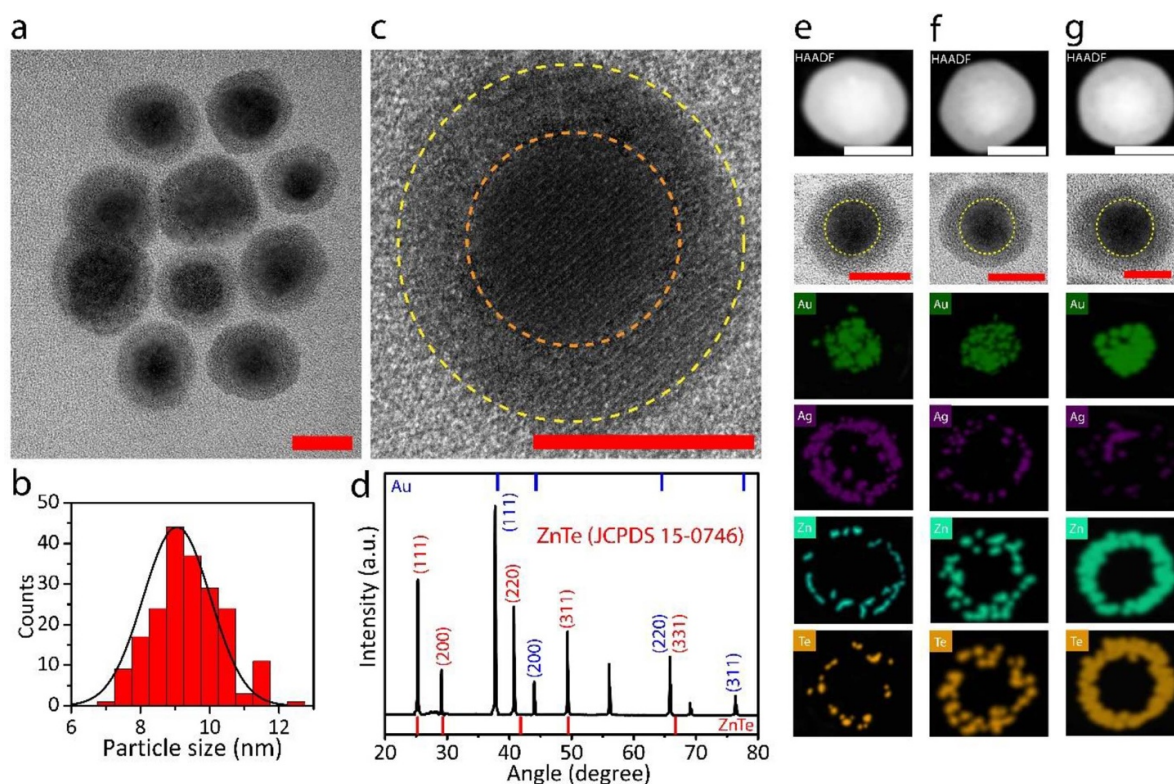 a
c
e
f
g
HAADF
HAADF
HAADF
Au
Au
Au
Ag
Ag
Ag
Zn
Zn
Zn
Te
Te
Te
b
Counts
50
40
30
20
10
0
6
8
10
12
Particle size (nm)
d
Intensity (a.u.)
Au
ZnTe (JCPDS 15-0746)
(111)
(200)
(111)
(220)
(200)
(311)
(220)
(331)
(311)
ZnTe
20
30
40
50
60
70
80
Angle (degree)